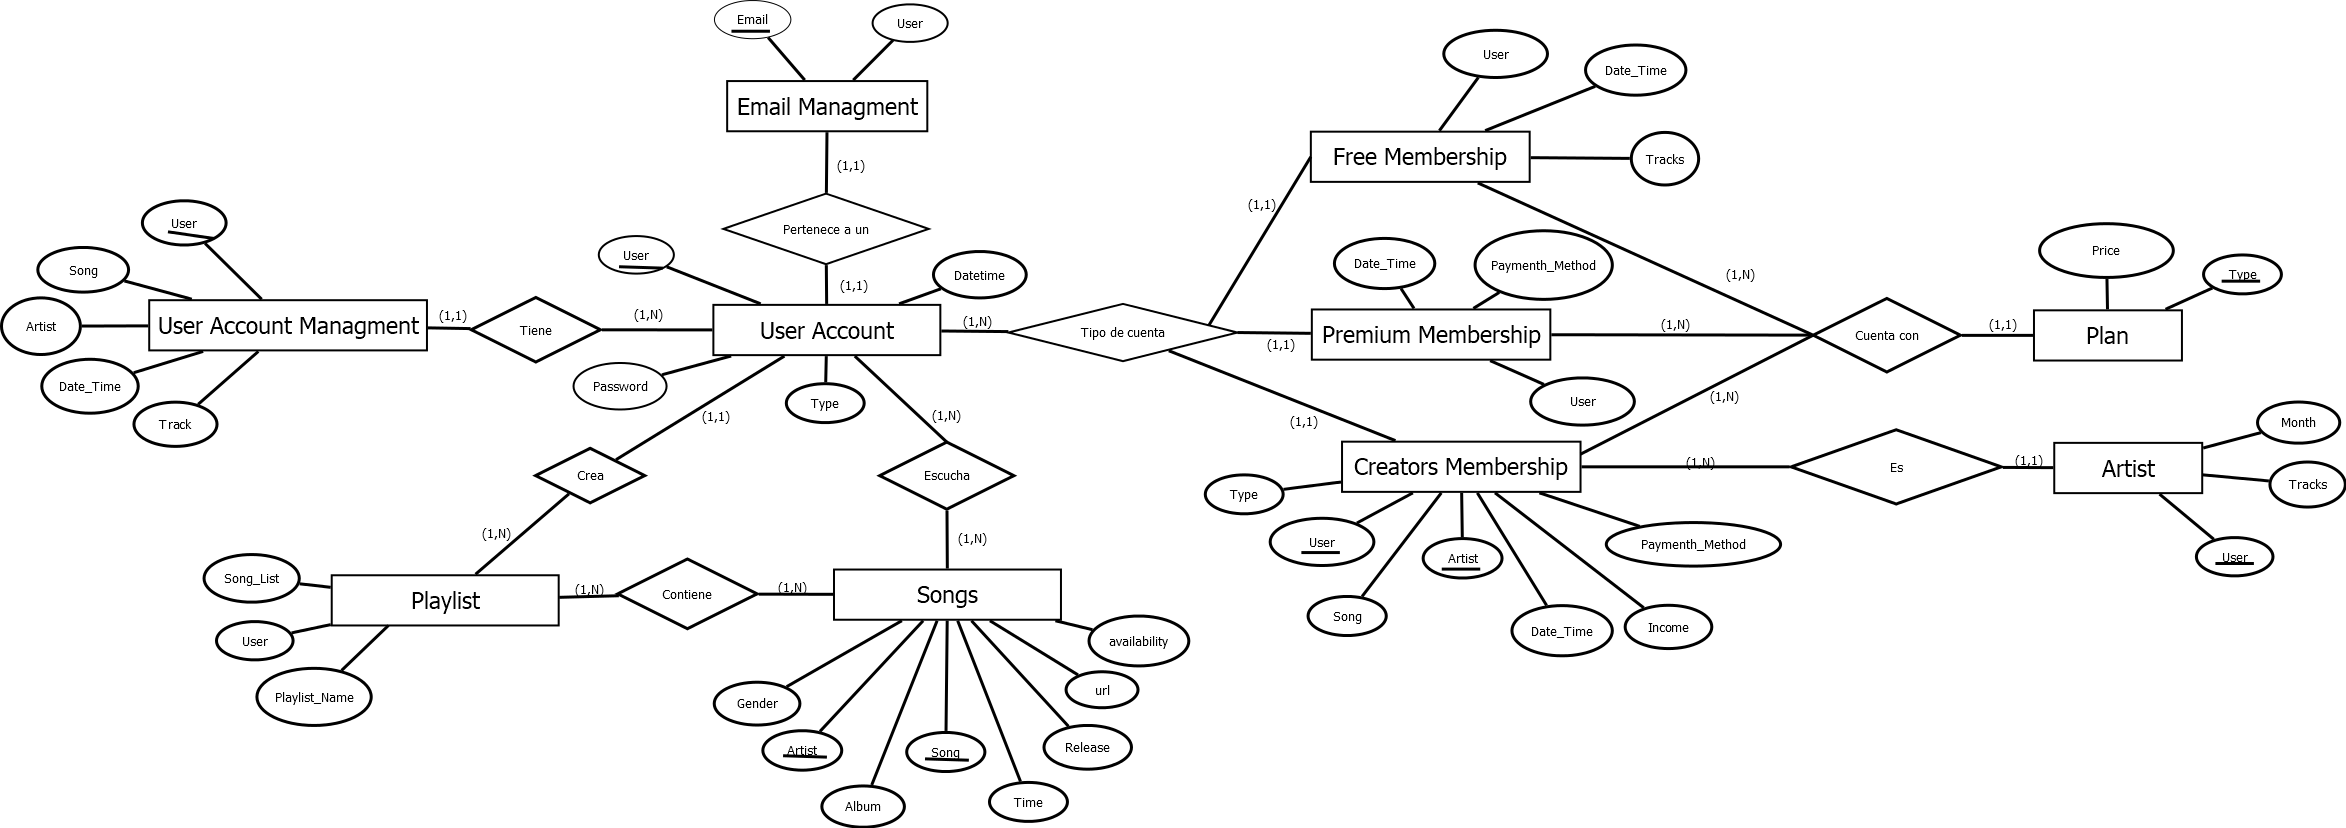 Email
User
Email Managment
(1,1)
Pertenece a un
(1,1)
User
Song
Artist
Date_Time
Track
User Account Managment
(1,1)
Tiene
(1,N)
User
Datetime
User Account
Password
Type
(1,N)
Tipo de cuenta
(1,1)
(1,1)
(1,1)
User
Date_Time
Tracks
Free Membership
(1,N)
Date_Time
Paymenth_Method
Premium Membership
User
(1,N)
Cuenta con
(1,1)
Price
Type
Plan
(1,N)
Creators Membership
Type
User
Song
Artist
Date_Time
Income
Paymenth_Method
(1,N)
Es
(1,1)
Artist
Month
Tracks
User
(1,1)
Crea
(1,N)
(1,N)
Escucha
(1,N)
Song_List
User
Playlist_Name
Playlist
(1,N)
Contiene
(1,N)
Songs
Gender
Artist
Album
Song
Time
Release
url
availability